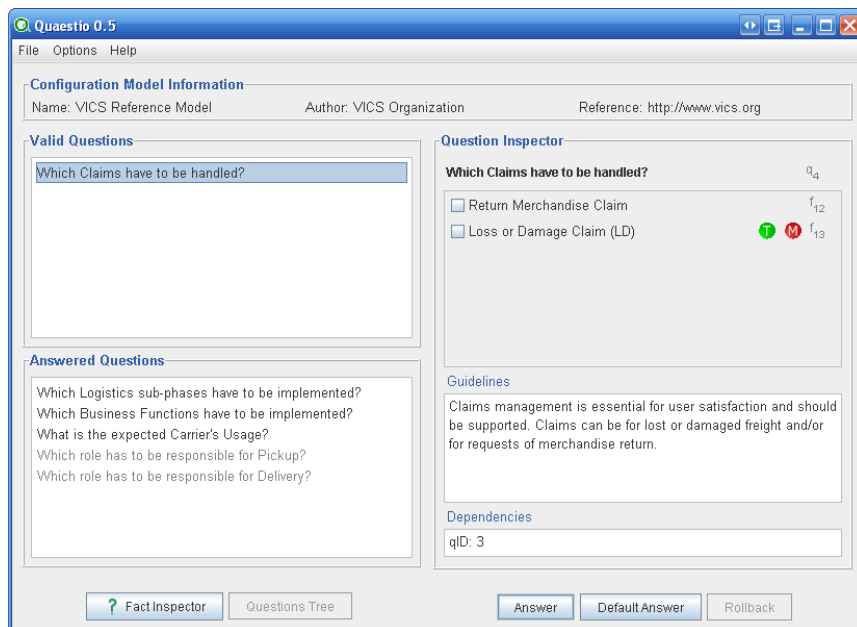 Quaestio 0.5
File Options Help
Configuration Model Information
Name: VICS Reference Model Author: VICS Organization Reference: http://www.vics.org
Valid Questions
Which Claims have to be handled?
Answered Questions
Which Logistics sub-phases have to be implemented?
Which Business Functions have to be implemented?
What is the expected Carrier's Usage?
Which role has to be responsible for Pickup?
Which role has to be responsible for Delivery?
? Fact Inspector Questions Tree
Question Inspector
Which Claims have to be handled? q4
Return Merchandise Claim f12
Loss or Damage Claim (LD) T M f13
Guidelines
Claims management is essential for user satisfaction and should
be supported. Claims can be for lost or damaged freight and/or
for requests of merchandise return.
Dependencies
qID: 3
Answer Default Answer Rollback